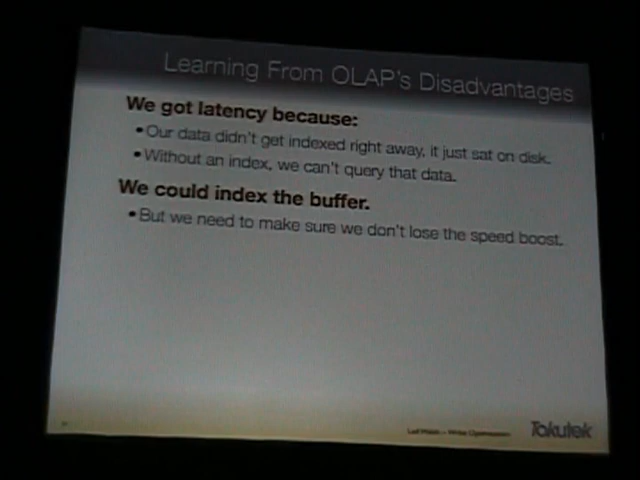 Learning From OLAP's Disadvantages
We got latency because:
• Our data didn't get indexed right away, it just sat on disk.
• Without an index, we can't query that data.
We could index the buffer.
• But we need to make sure we don't lose the speed boost.
Tokutek